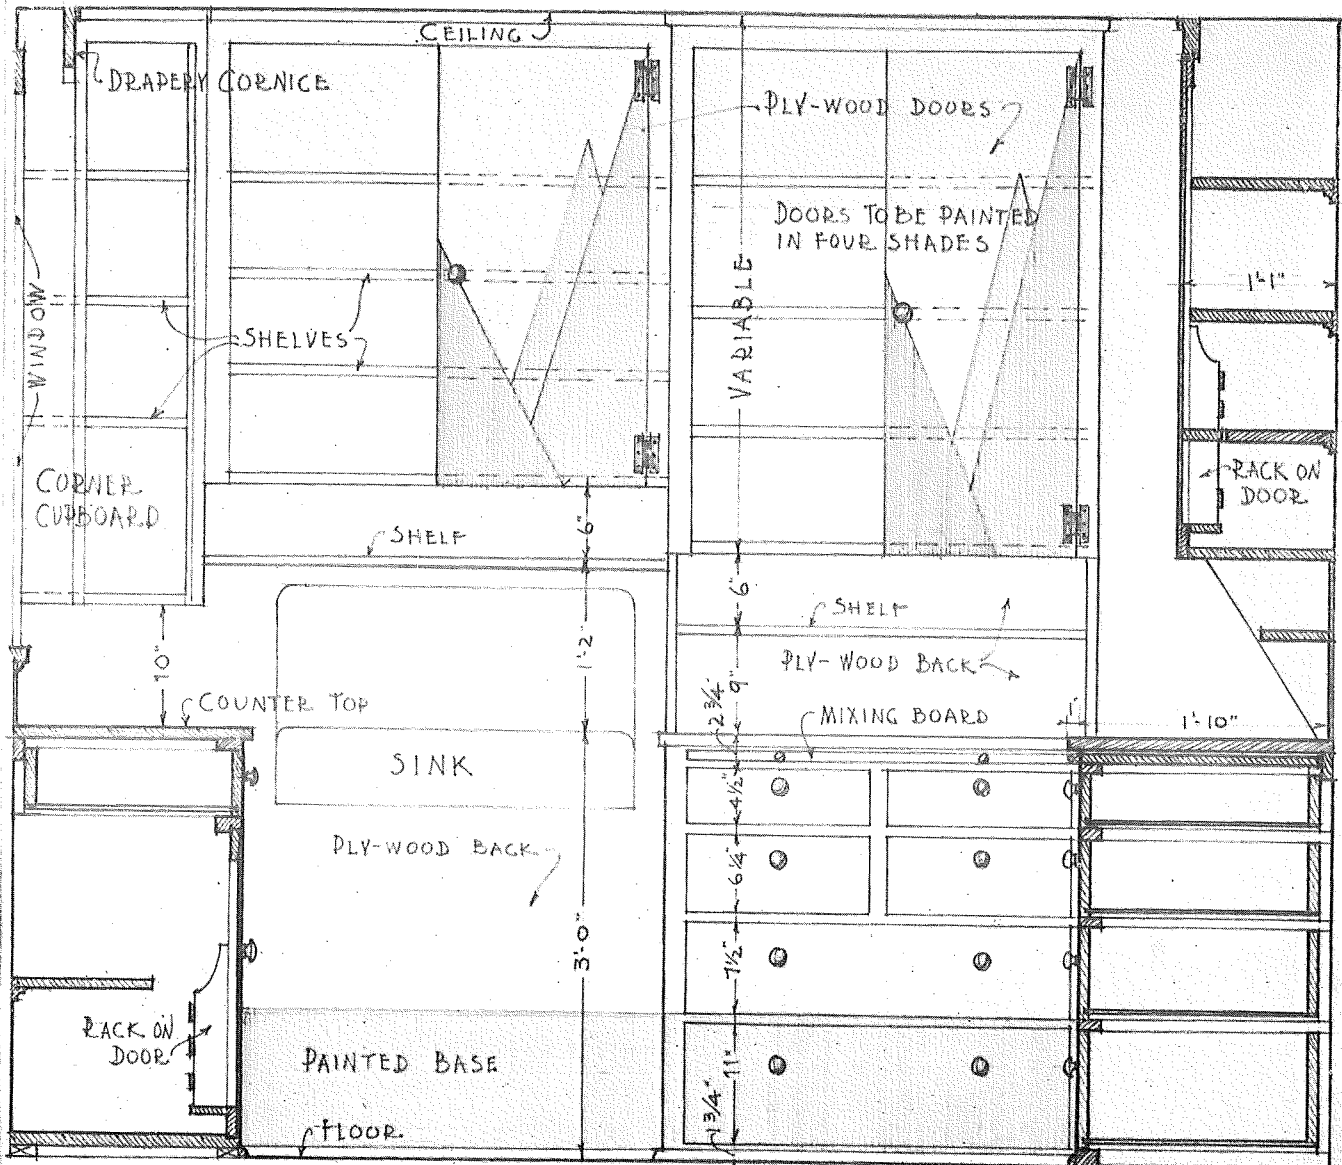 CEILING
DRAPERY CORNICE
PLY-WOOD DOORS
DOORS TO BE PAINTED
IN FOUR SHADES
VARIABLE
1'-1"
WINDOW
SHELVES
CORNER
CUPBOARD
RACK ON
DOOR
6"
SHELF
6"
SHELF
10"
1'-2
PLY-WOOD BACK
9"
2 3/4"
COUNTER TOP
MIXING BOARD
1"
1'-10"
SINK
4 1/2"
PLY-WOOD BACK
6 1/4"
3'-0"
7 1/2"
RACK ON
DOOR
PAINTED BASE
11"
1 3/4"
FLOOR